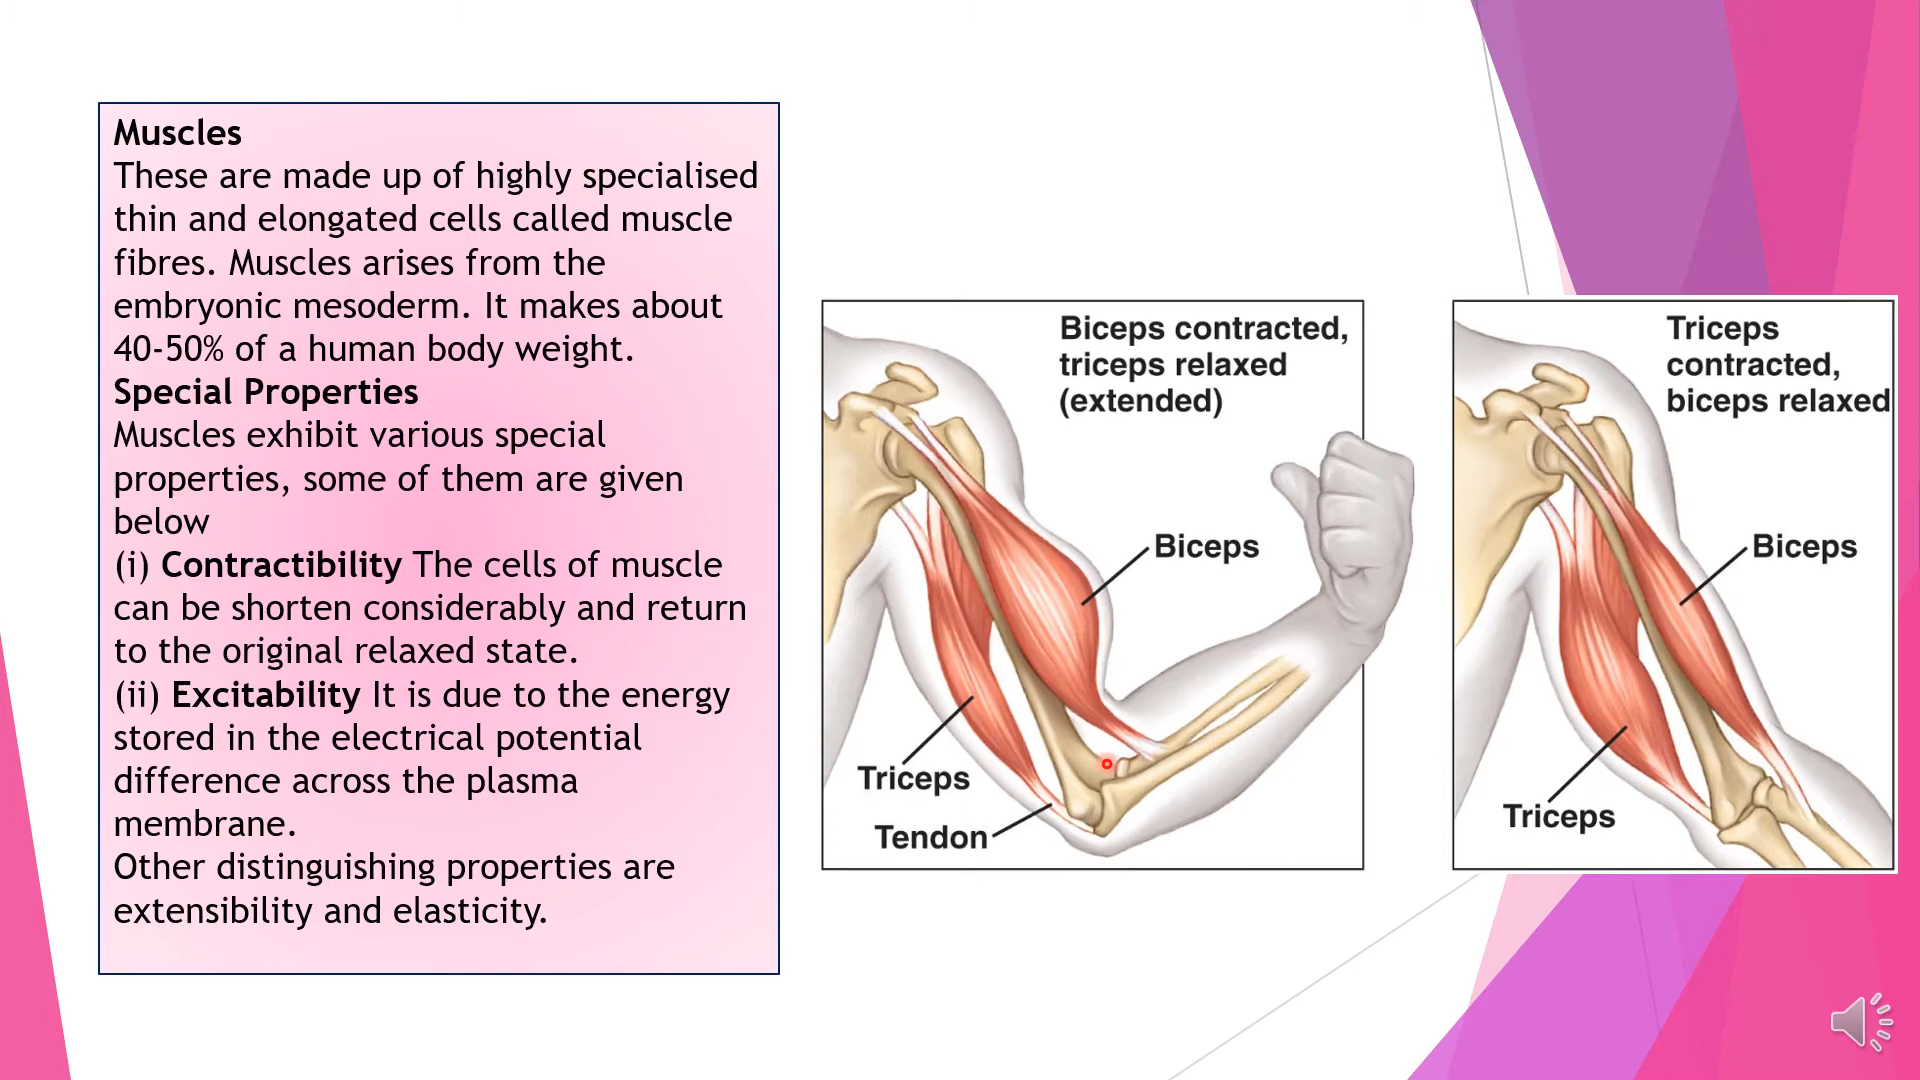 Muscles
These are made up of highly specialised
thin and elongated cells called muscle
fibres. Muscles arises from the
embryonic mesoderm. It makes about
40-50% of a human body weight.
Special Properties
Muscles exhibit various special
properties, some of them are given
below
(i) Contractibility The cells of muscle
can be shorten considerably and return
to the original relaxed state.
(ii) Excitability It is due to the energy
stored in the electrical potential
difference across the plasma
membrane.
Other distinguishing properties are
extensibility and elasticity.
Biceps contracted,
triceps relaxed
(extended)
Biceps
Triceps
Tendon
Triceps
contracted,
biceps relaxed
Biceps
Triceps